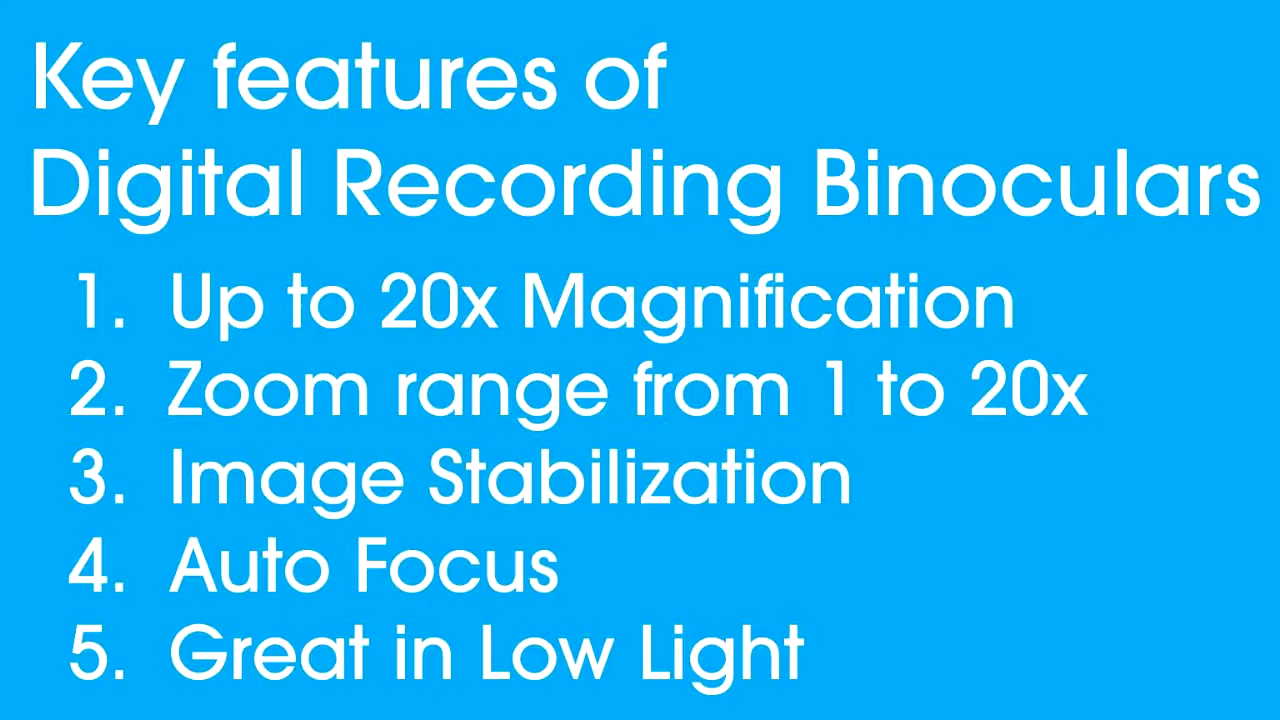 Key features of
Digital Recording Binoculars
1. Up to 20x Magnification
2. Zoom range from 1 to 20x
3. Image Stabilization
4. Auto Focus
5. Great in Low Light